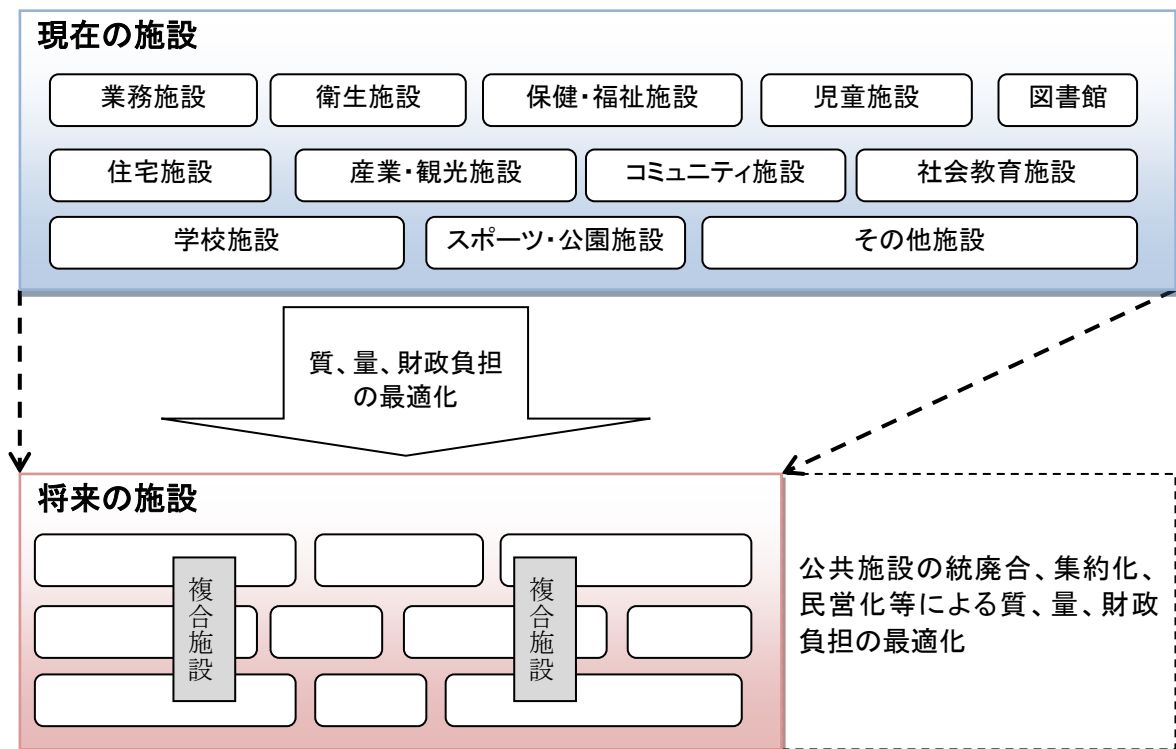 現在の施設
業務施設
衛生施設
保健・福祉施設
児童施設
図書館
住宅施設
産業・観光施設
コミュニティ施設
社会教育施設
学校施設
スポーツ・公園施設
その他施設
質、量、財政負担
の最適化
将来の施設
複合施設
複合施設
公共施設の統廃合、集約化、
民営化等による質、量、財政
負担の最適化